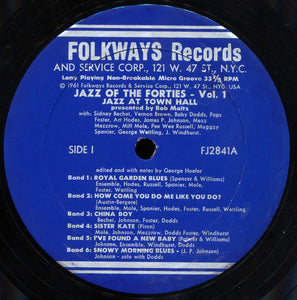 FOLKWAYS Records
AND SERVICE CORP., 121 W. 47 ST., N.Y.C.
Long Playing Non-Breakable Micro Groove 33⅓ RPM
© 1961 Folkways Records & Service Corp., 121 W. 47 ST., NYC, USA
JAZZ OF THE FORTIES - Vol. 1
JAZZ AT TOWN HALL
presented by Bob Maltz
with: Sidney Bechet, Vernon Brown, Baby Dodds, Pops
Foster, Art Hodes, James P. Johnson, Mezz
Mezzrow, Miff Mole, Pee Wee Russell, Muggsy
Spanier, George Wettling, J. Windhurst
SIDE I
FJ2841A
edited and with notes by George Hoefer
Band 1: ROYAL GARDEN BLUES (Spencer & Williams)
Ensemble, Hodes, Russell, Spanier, Mole
Foster, Wettling
Band 2: HOW COME YOU DO ME LIKE YOU DO?
(Austin-Bergere)
Ensemble, Mole, Spanier, Hodes, Foster, Russell, Wettling
Band 3: CHINA BOY
Bechet, Johnson, Foster, Dodds
Band 4: SISTER KATE (Piron)
Mole, Johnson, Mezzrow, Dodds, Foster, Windhurst
Band 5: I'VE FOUND A NEW BABY (Palmer & Williams)
Johnson, Ensemble, Windhurst
Band 6: SNOWY MORNING BLUES - (J. P. Johnson)
Johnson - solo with Dodds